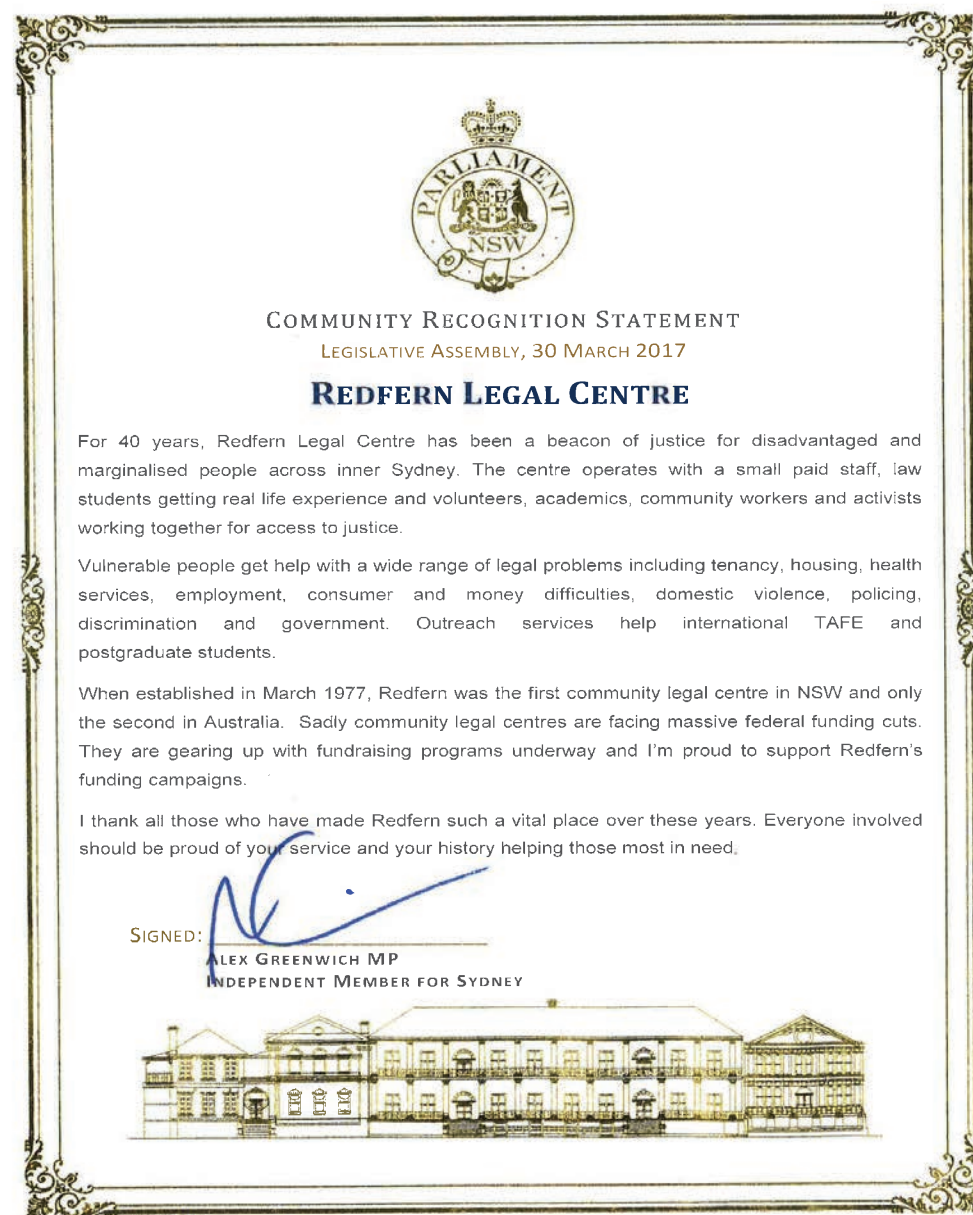 PARLIAMENT
NSW
COMMUNITY RECOGNITION STATEMENT
LEGISLATIVE ASSEMBLY, 30 MARCH 2017
REDFERN LEGAL CENTRE
For 40 years, Redfern Legal Centre has been a beacon of justice for disadvantaged and
marginalised people across inner Sydney. The centre operates with a small paid staff, law
students getting real life experience and volunteers, academics, community workers and activists
working together for access to justice.
Vulnerable people get help with a wide range of legal problems including tenancy, housing, health
services, employment, consumer and money difficulties, domestic violence, policing,
discrimination and government. Outreach services help international TAFE and
postgraduate students.
When established in March 1977, Redfern was the first community legal centre in NSW and only
the second in Australia. Sadly community legal centres are facing massive federal funding cuts.
They are gearing up with fundraising programs underway and I'm proud to support Redfern's
funding campaigns.
I thank all those who have made Redfern such a vital place over these years. Everyone involved
should be proud of your service and your history helping those most in need.
SIGNED:
ALEX GREENWICH MP
INDEPENDENT MEMBER FOR SYDNEY